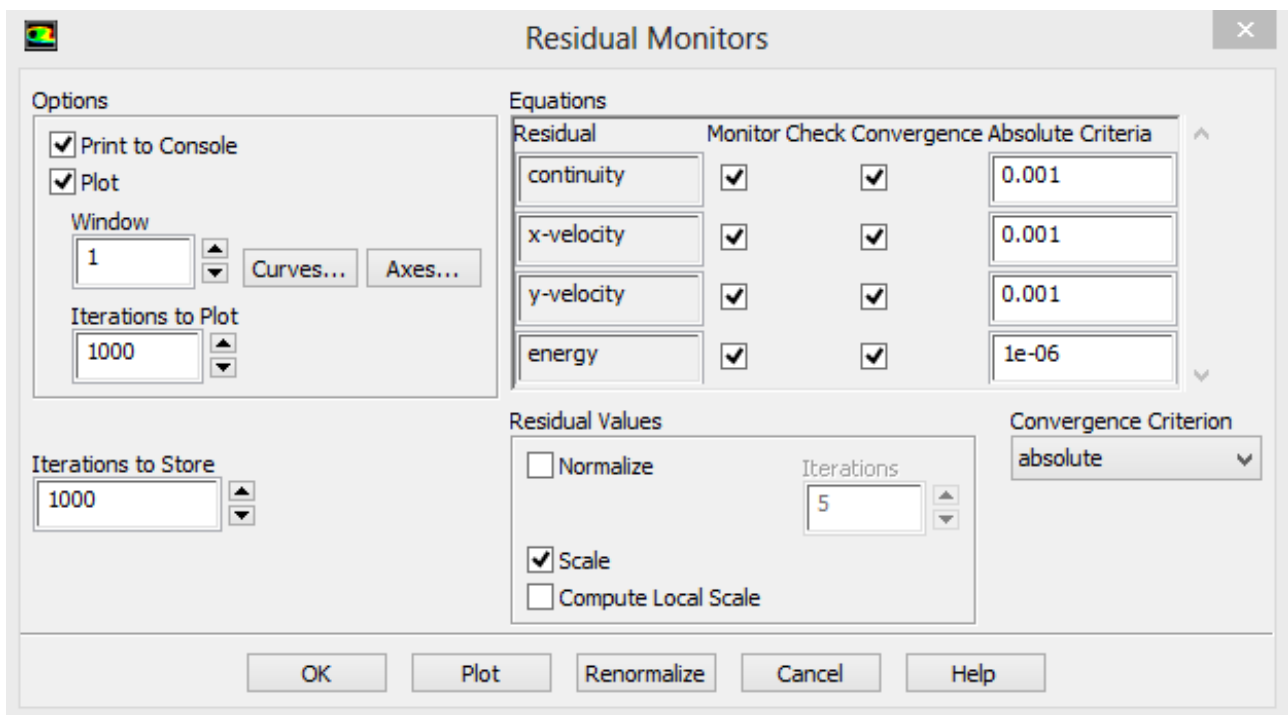 Residual Monitors
Options
Print to Console
Plot
Window
1
Curves... Axes...
Iterations to Plot
1000
Iterations to Store
1000
Equations
Residual Monitor Check Convergence Absolute Criteria
continuity 0.001
x-velocity 0.001
y-velocity 0.001
energy 1e-06
Residual Values
Normalize Iterations
5
Scale
Compute Local Scale
Convergence Criterion
absolute
OK Plot Renormalize Cancel Help